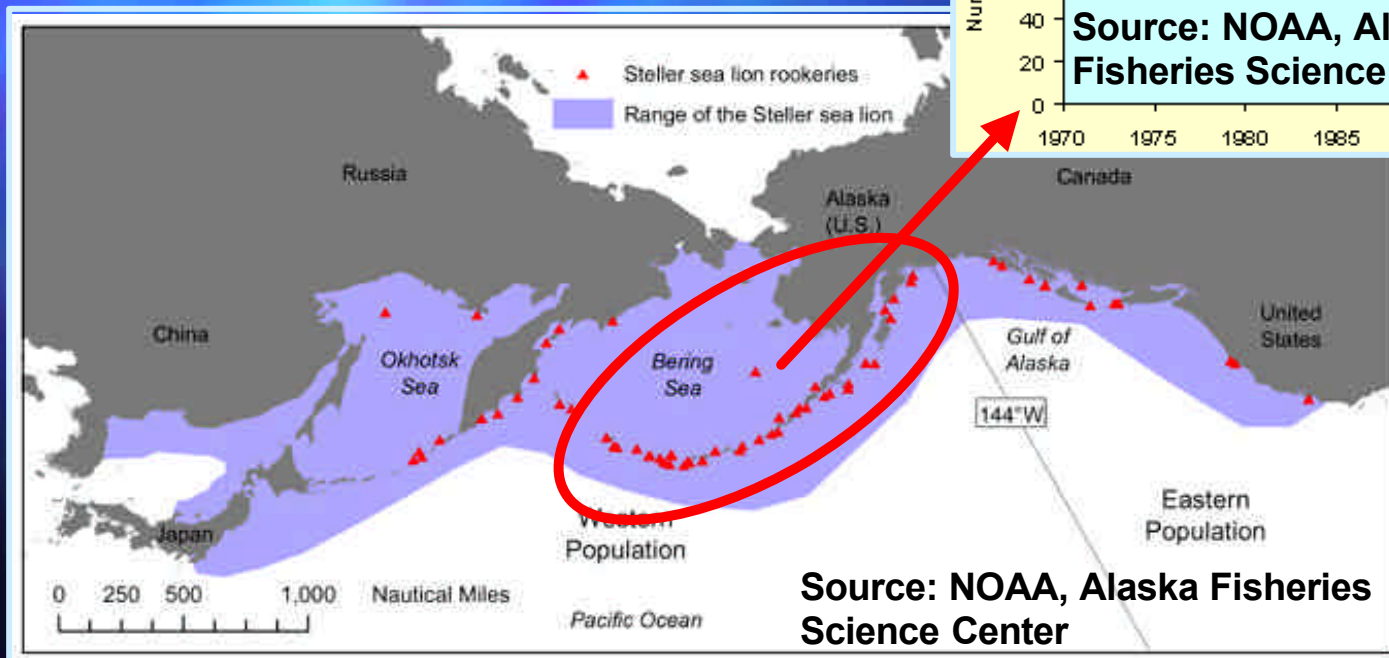 40
20
0
1970 1975 1980 1985
Source: NOAA,
Fisheries Science
Steller sea lion rookeries
Range of the Steller sea lion
Russia
Canada
Alaska
(U.S.)
China
Okhotsk
Sea
Bering
Sea
Gulf of
Alaska
United
States
144°W
Japan
Western
Population
Eastern
Population
0 250 500 1,000 Nautical Miles
Pacific Ocean
Source: NOAA, Alaska Fisheries
Science Center